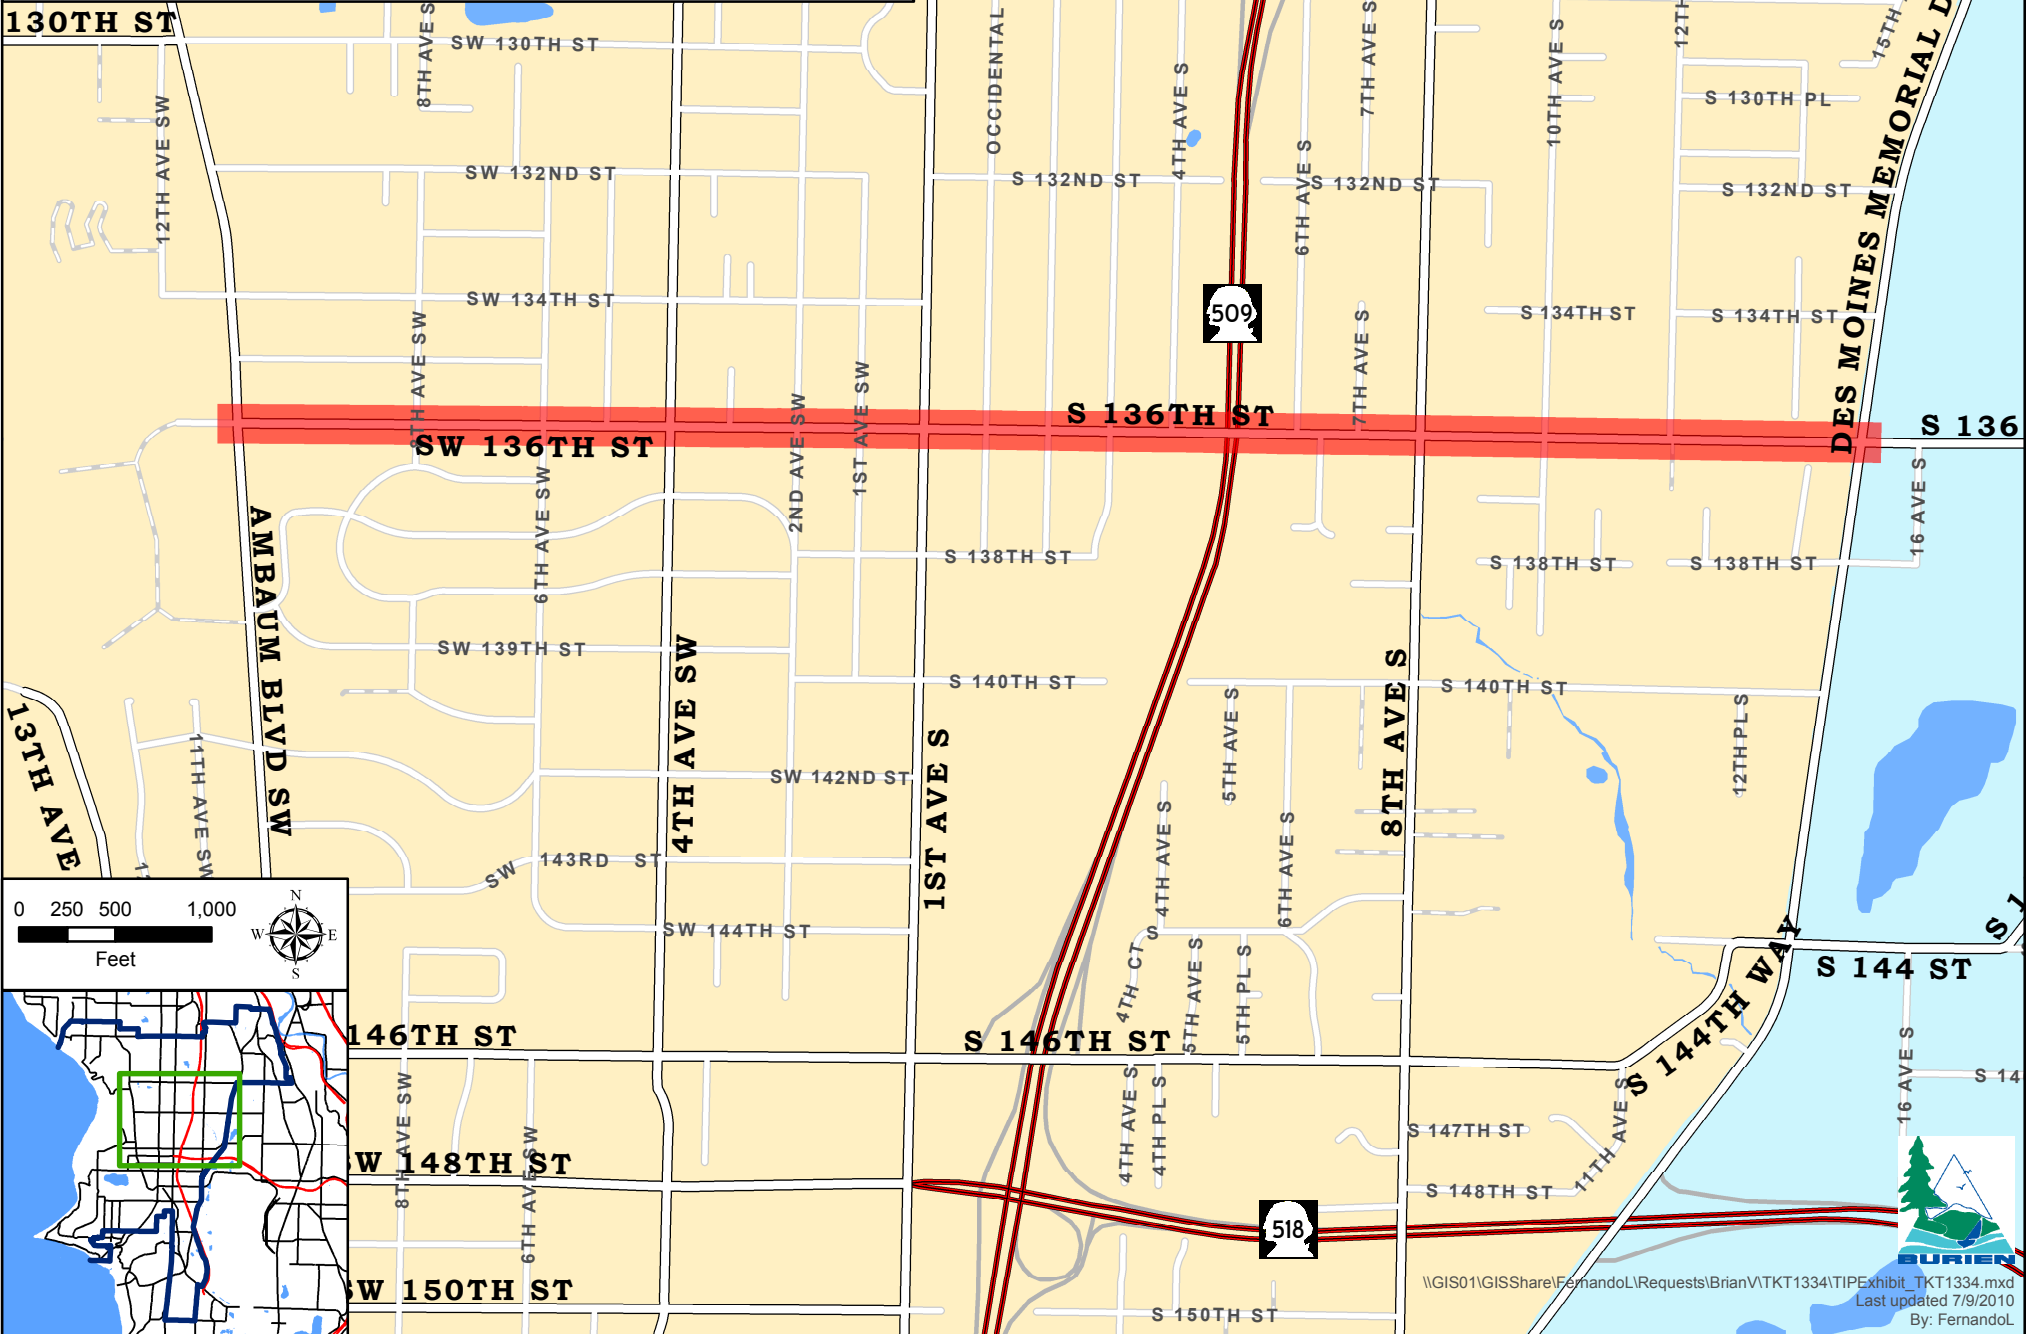 130TH ST
SW 130TH ST
8TH AVE S
12TH AVE SW
OCCIDENTAL
4TH AVE S
7TH AVE S
6TH AVE S
10TH AVE S
12TH
15TH
S 130TH PL
DES MOINES MEMORIAL D
SW 132ND ST
S 132ND ST
S 132ND ST
S 132ND ST
SW 134TH ST
509
S 134TH ST
S 134TH ST
8TH AVE SW
7TH AVE S
2ND AVE SW
1ST AVE SW
S 136TH ST
SW 136TH ST
S 136
16 AVE S
6TH AVE SW
AMBAUM BLVD SW
S 138TH ST
S 138TH ST
S 138TH ST
SW 139TH ST
4TH AVE SW
S 140TH ST
S 140TH ST
8TH AVE S
5TH AVE S
12TH PL S
13TH AVE
11TH AVE SW
SW 142ND ST
1ST AVE S
4TH AVE S
6TH AVE S
SW 143RD ST
SW 144TH ST
S
4TH CT
5TH AVE S
5TH PL S
S 144 ST
S 1
S 144TH WAY
0 250 500 1,000
Feet
N
W E
S
146TH ST
S 146TH ST
8TH AVE SW
6TH AVE SW
4TH AVE S
4TH PL S
S 147TH ST
11TH AVE S
16 AVE S
S 14
SW 148TH ST
S 148TH ST
518
BURIEN
SW 150TH ST
S 150TH ST
\\GIS01\GISShare\FernandoL\Requests\BrianV\TKT1334\TIPExhibit_TKT1334.mxd
Last updated 7/9/2010
By: FernandoL